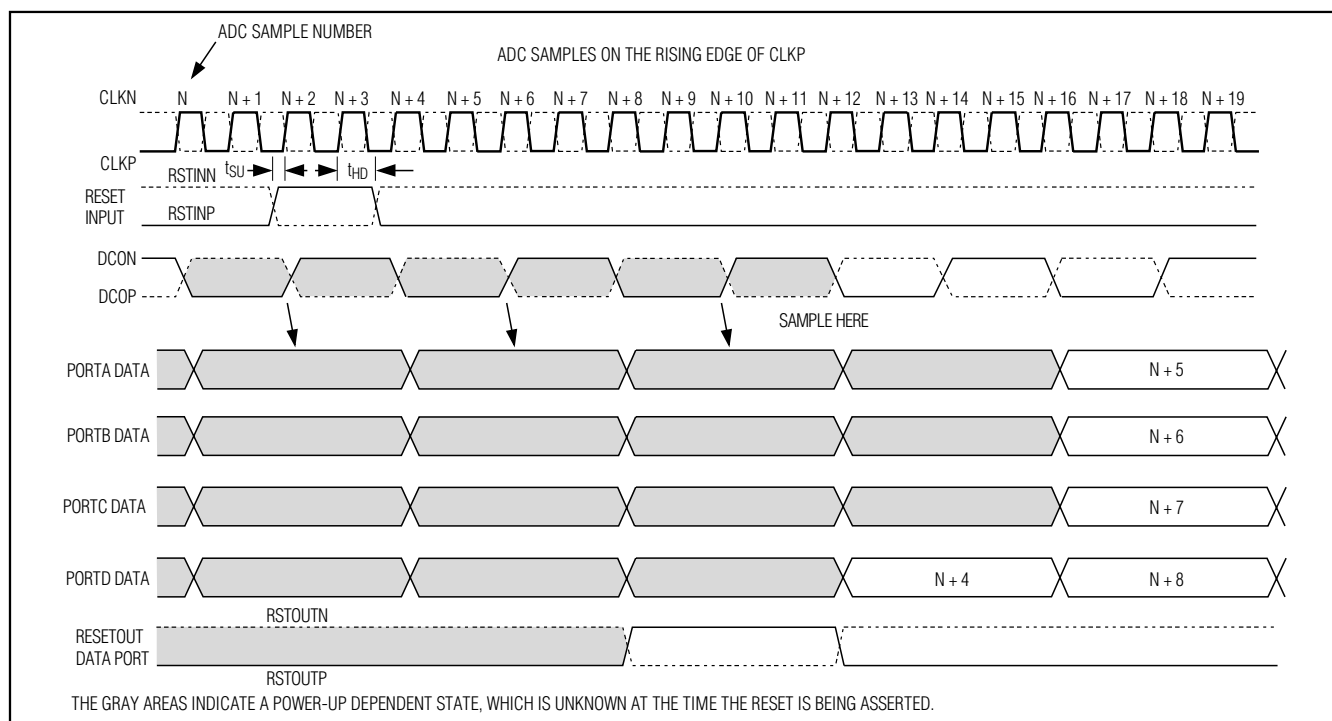 ADC SAMPLE NUMBER
ADC SAMPLES ON THE RISING EDGE OF CLKP
CLKN N N + 1 N + 2 N + 3 N + 4 N + 5 N + 6 N + 7 N + 8 N + 9 N + 10 N + 11 N + 12 N + 13 N + 14 N + 15 N + 16 N + 17 N + 18 N + 19
CLKP
tSU tHD
RSTINN
RESET
INPUT
RSTINP
DCON
DCOP
SAMPLE HERE
PORTA DATA N + 5
PORTB DATA N + 6
PORTC DATA N + 7
PORTD DATA N + 4 N + 8
RSTOUTN
RESETOUT
DATA PORT
RSTOUTP
THE GRAY AREAS INDICATE A POWER-UP DEPENDENT STATE, WHICH IS UNKNOWN AT THE TIME THE RESET IS BEING ASSERTED.